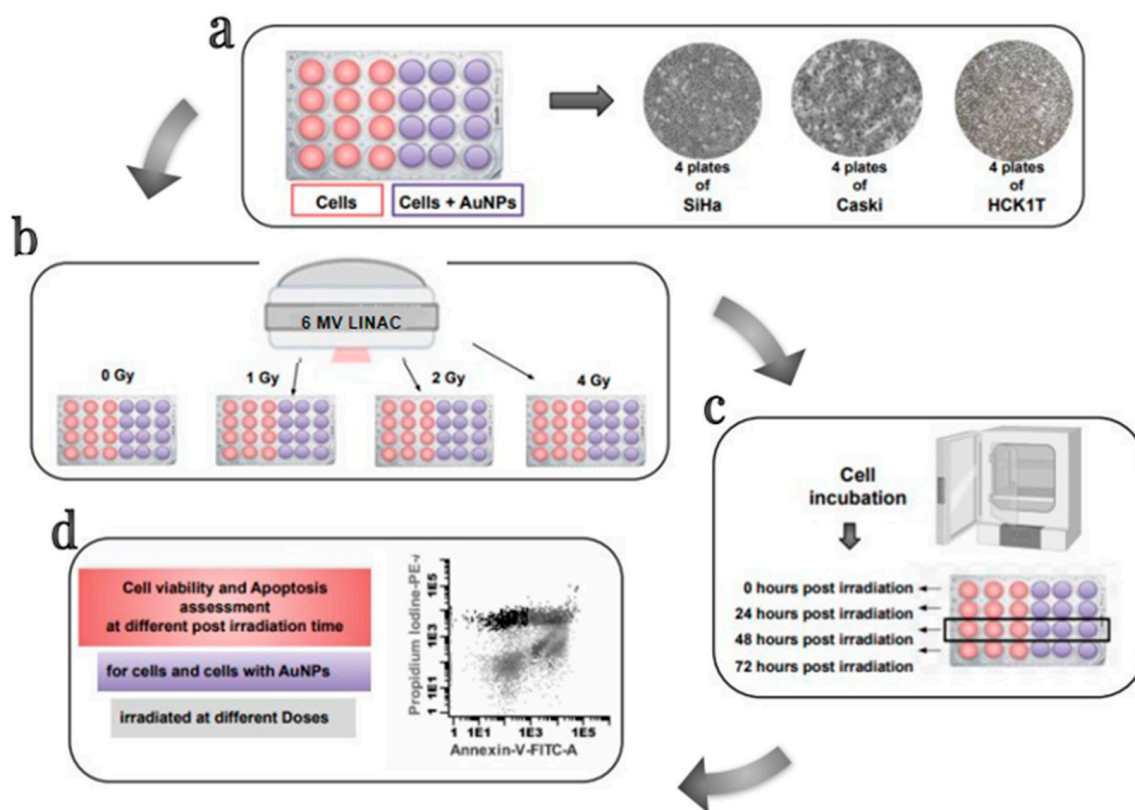 a
Cells
Cells + AuNPs
4 plates
of
SiHa
4 plates
of
Caski
4 plates
of
HCK1T
b
6 MV LINAC
0 Gy
1 Gy
2 Gy
4 Gy
c
Cell
incubation
0 hours post irradiation
24 hours post irradiation
48 hours post irradiation
72 hours post irradiation
d
Cell viability and Apoptosis
assessment
at different post irradiation time
for cells and cells with AuNPs
irradiated at different Doses
Propidium Iodine-PE-A
1E5
1E3
1E1
1
1 1E1 1E3 1E5
Annexin-V-FITC-A